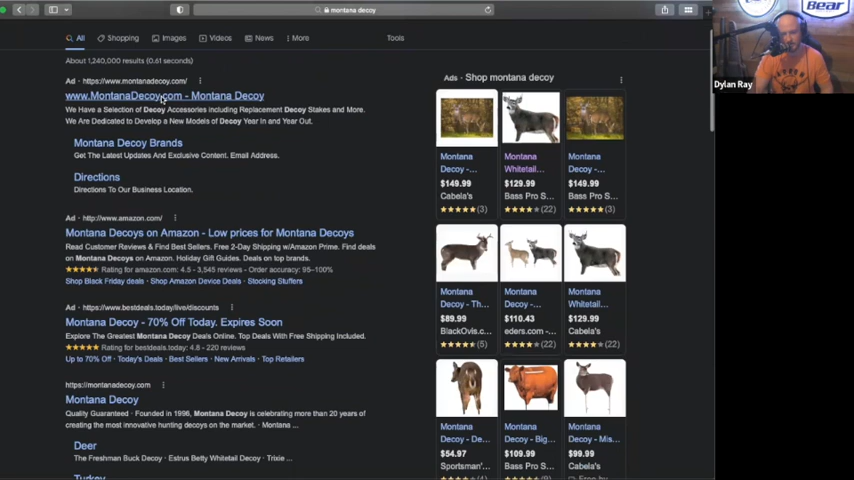 montana decoy
All
Shopping
Images
Videos
News
More
Tools
About 1,240,000 results (0.61 seconds)
Ad · https://www.montanadecoy.com/
www.MontanaDecoy.com - Montana Decoy
We Have a Selection of Decoy Accessories including Replacement Decoy Stakes and More.
We Are Dedicated to Develop a New Models of Decoy Year In and Year Out.
Montana Decoy Brands
Get The Latest Updates And Exclusive Content. Email Address.
Directions
Directions To Our Business Location.
Ad · http://www.amazon.com/
Montana Decoys on Amazon - Low prices for Montana Decoys
Read Customer Reviews & Find Best Sellers. Free 2-Day Shipping w/Amazon Prime. Find deals
on Montana Decoys on Amazon. Holiday Gift Guides. Deals on top brands.
Rating for amazon.com: 4.5 - 3,545 reviews - Order accuracy: 95–100%
Shop Black Friday deals · Shop Amazon Device Deals · Stocking Stuffers
Ad · https://www.bestdeals.today/live/discounts
Montana Decoy - 70% Off Today. Expires Soon
Explore The Greatest Montana Decoy Deals Online. Top Deals With Free Shipping Included.
Rating for bestdeals.today: 4.8 - 220 reviews
Up to 70% Off · Today's Deals · Best Sellers · New Arrivals · Top Retailers
https://montanadecoy.com
Montana Decoy
Quality Guaranteed · Founded in 1996, Montana Decoy is celebrating more than 20 years of
creating the most innovative hunting decoys on the market. · Montana ...
Deer
The Freeman Buck Decoy · Estrus Betty Whitetail Decoy · Trixie ...
Turkey
Ads · Shop montana decoy
Montana
Decoy -...
$149.99
Cabela's
(3)
Montana
Whitetail...
$129.99
Bass Pro S...
(22)
Montana
Decoy -...
$149.99
Bass Pro S...
(3)
Montana
Decoy - Th...
$89.99
BlackOvis.c...
(5)
Montana
Decoy -...
$110.43
eders.com -...
(22)
Montana
Whitetail...
$129.99
Cabela's
(22)
Montana
Decoy - De...
$54.97
Sportsman'...
(4)
Montana
Decoy - Big...
$109.99
Bass Pro S...
(9)
Montana
Decoy - Mis...
$99.99
Cabela's
Bear
Dylan Ray